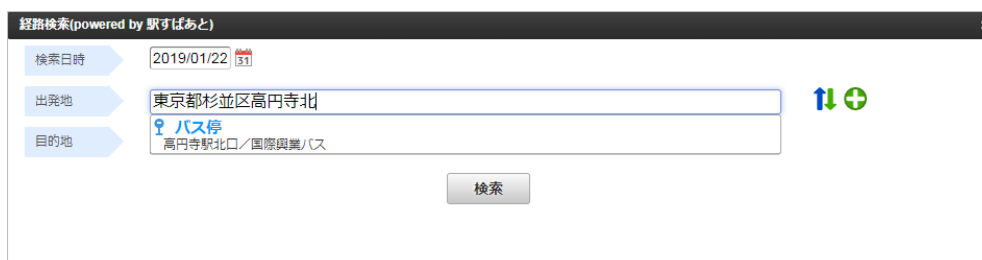 経路検索(powered by 駅すぱあと)
検索日時 2019/01/22 31
出発地 東京都杉並区高円寺北
バス停
高円寺駅北口／国際興業バス
目的地
検索